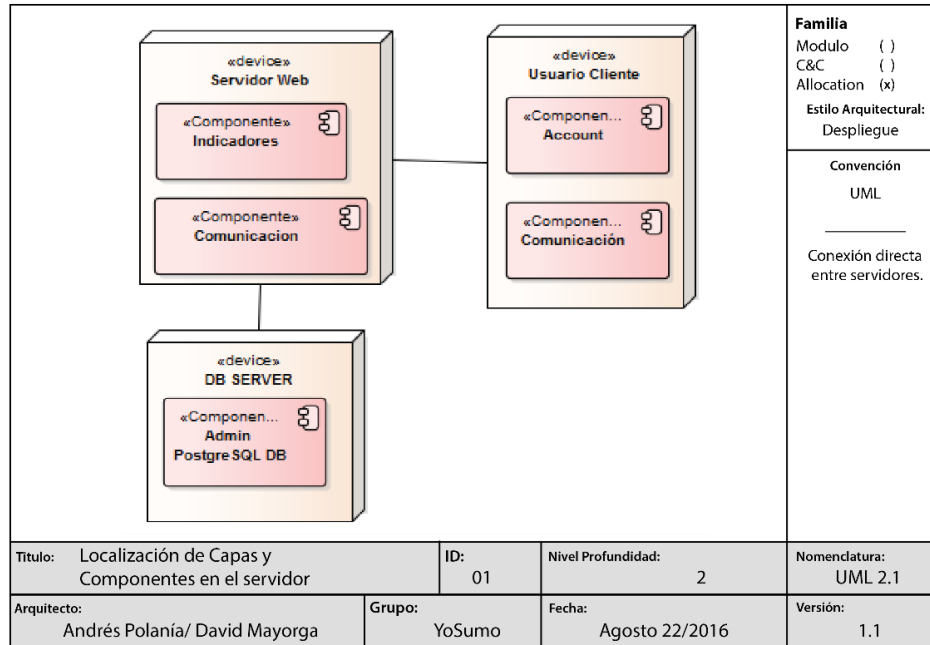 «device»
Servidor Web
«Componente»
Indicadores
«Componente»
Comunicacion
«device»
Usuario Cliente
«Componen...
Account
«Componen...
Comunicación
«device»
DB SERVER
«Componen...
Admin
PostgreSQL DB
Familia
Modulo ( )
C&C ( )
Allocation (x)
Estilo Arquitectural:
Despliegue
Convención
UML
Conexión directa
entre servidores.
Titulo: Localización de Capas y
Componentes en el servidor
ID:
01
Nivel Profundidad:
2
Nomenclatura:
UML 2.1
Arquitecto:
Andrés Polanía/ David Mayorga
Grupo:
YoSumo
Fecha:
Agosto 22/2016
Versión:
1.1